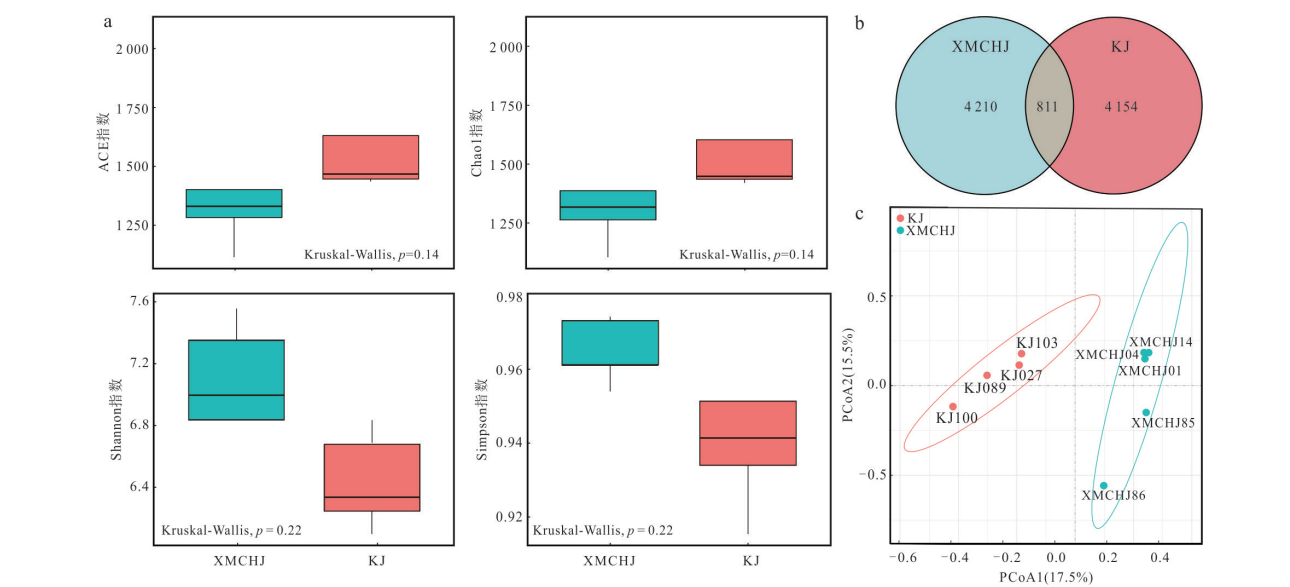 a
2 000
1 750
1 500
1 250
ACE指数
Kruskal-Wallis, p=0.14
2 000
1 750
1 500
1 250
Chao1指数
Kruskal-Wallis, p=0.14
7.6
7.2
6.8
6.4
Shannon指数
Kruskal-Wallis, p = 0.22
XMCHJ
KJ
0.98
0.96
0.94
0.92
Simpson指数
Kruskal-Wallis, p = 0.22
XMCHJ
KJ
b
XMCHJ
KJ
4 210
811
4 154
c
KJ
XMCHJ
0.5
0.0
−0.5
PCoA2(15.5%)
KJ103
KJ027
KJ089
KJ100
XMCHJ14
XMCHJ04
XMCHJ01
XMCHJ85
XMCHJ86
−0.6
−0.4
−0.2
0.0
0.2
0.4
PCoA1(17.5%)